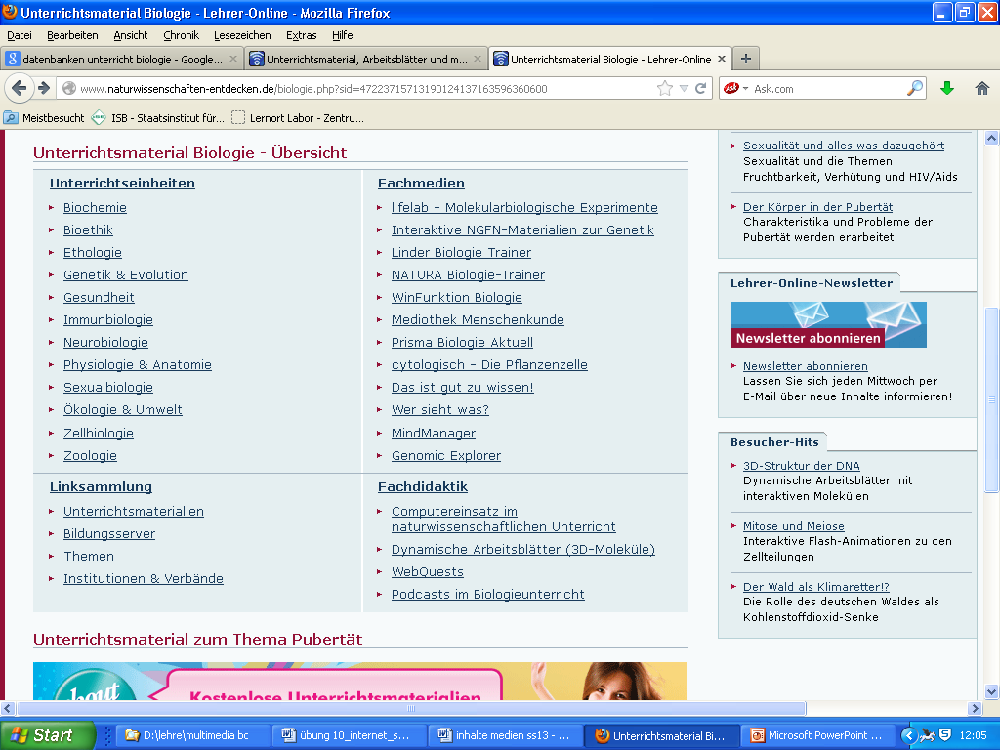 Unterrichtsmaterial Biologie - Lehrer-Online - Mozilla Firefox
Datei Bearbeiten Ansicht Chronik Lesezeichen Extras Hilfe
datenbanken unterricht biologie - Google... Unterrichtsmaterial, Arbeitsblätter und m... Unterrichtsmaterial Biologie - Lehrer-Online
www.naturwissenschaften-entdecken.de/biologie.php?sid=47223715713190124137163596360600 Ask Ask.com
Meistbesucht ISB - Staatsinstitut für... Lernort Labor - Zentru...
Unterrichtsmaterial Biologie - Übersicht
Unterrichtseinheiten
Biochemie
Bioethik
Ethologie
Genetik & Evolution
Gesundheit
Immunbiologie
Neurobiologie
Physiologie & Anatomie
Sexualbiologie
Ökologie & Umwelt
Zellbiologie
Zoologie
Fachmedien
lifelab - Molekularbiologische Experimente
Interaktive NGFN-Materialien zur Genetik
Linder Biologie Trainer
NATURA Biologie-Trainer
WinFunktion Biologie
Mediothek Menschenkunde
Prisma Biologie Aktuell
cytologisch - Die Pflanzenzelle
Das ist gut zu wissen!
Wer sieht was?
MindManager
Genomic Explorer
Linksammlung
Unterrichtsmaterialien
Bildungsserver
Themen
Institutionen & Verbände
Fachdidaktik
Computereinsatz im
naturwissenschaftlichen Unterricht
Dynamische Arbeitsblätter (3D-Moleküle)
WebQuests
Podcasts im Biologieunterricht
Unterrichtsmaterial zum Thema Pubertät
Kostenlose Unterrichtsmaterialien
Sexualität und alles was dazugehört
Sexualität und die Themen
Fruchtbarkeit, Verhütung und HIV/Aids
Der Körper in der Pubertät
Charakteristika und Probleme der
Pubertät werden erarbeitet.
Lehrer-Online-Newsletter
Newsletter abonnieren
Newsletter abonnieren
Lassen Sie sich jeden Mittwoch per
E-Mail über neue Inhalte informieren!
Besucher-Hits
3D-Struktur der DNA
Dynamische Arbeitsblätter mit
interaktiven Molekülen
Mitose und Meiose
Interaktive Flash-Animationen zu den
Zellteilungen
Der Wald als Klimaretter!?
Die Rolle des deutschen Waldes als
Kohlenstoffdioxid-Senke
Start D:\lehre\multimedia bc übung 10_internet_s... inhalte medien ss13 - ... Unterrichtsmaterial Bi... Microsoft PowerPoint ... 12:05